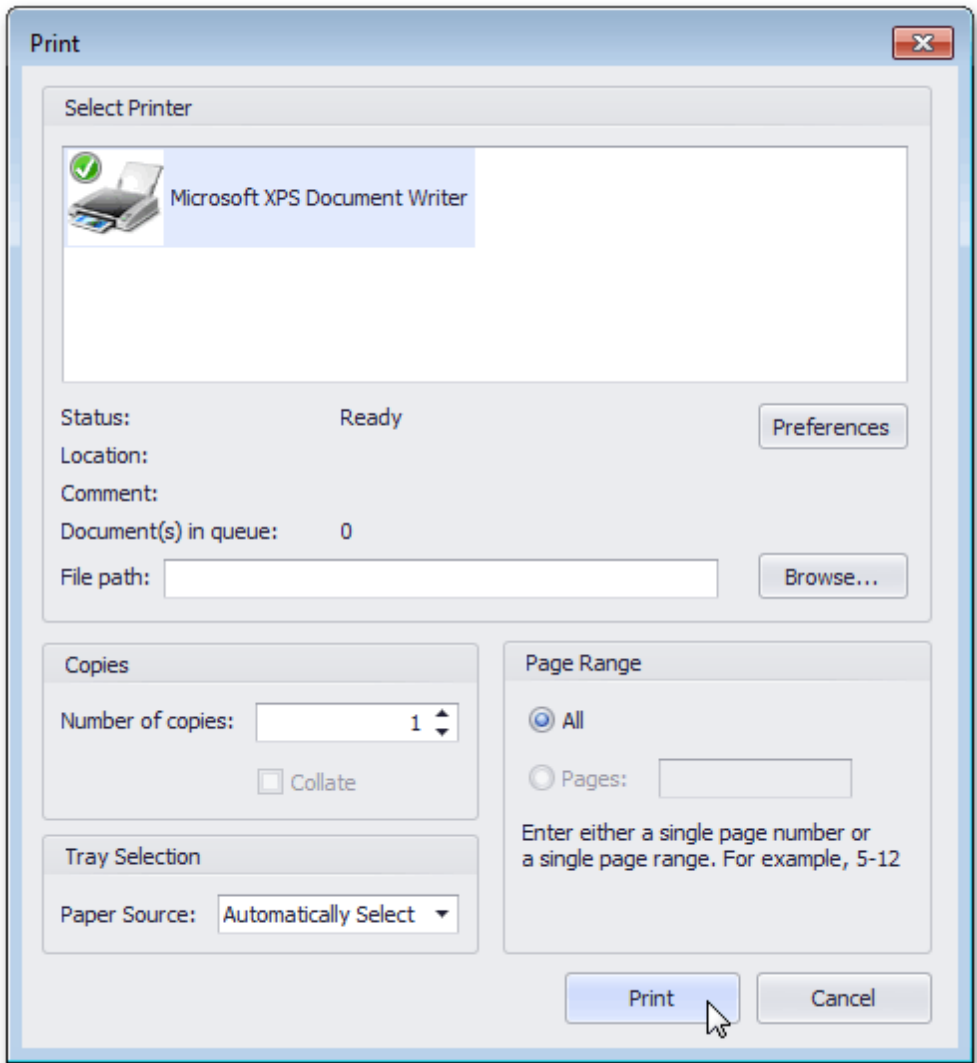 Print
Select Printer
Microsoft XPS Document Writer
Status: Ready
Preferences
Location:
Comment:
Document(s) in queue: 0
File path:
Browse...
Copies
Number of copies: 1
Collate
Tray Selection
Paper Source: Automatically Select
Page Range
All
Pages:
Enter either a single page number or
a single page range. For example, 5-12
Print
Cancel